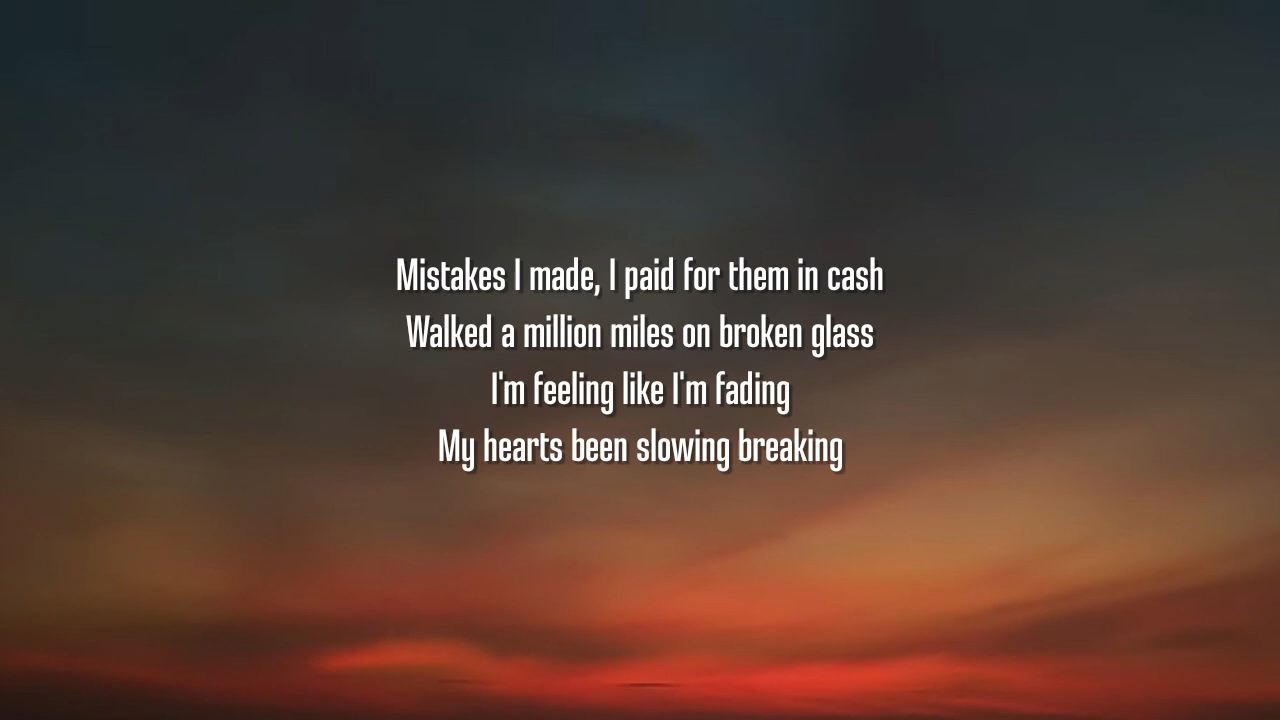 Mistakes I made, I paid for them in cash
Walked a million miles on broken glass
I'm feeling like I'm fading
My hearts been slowing breaking